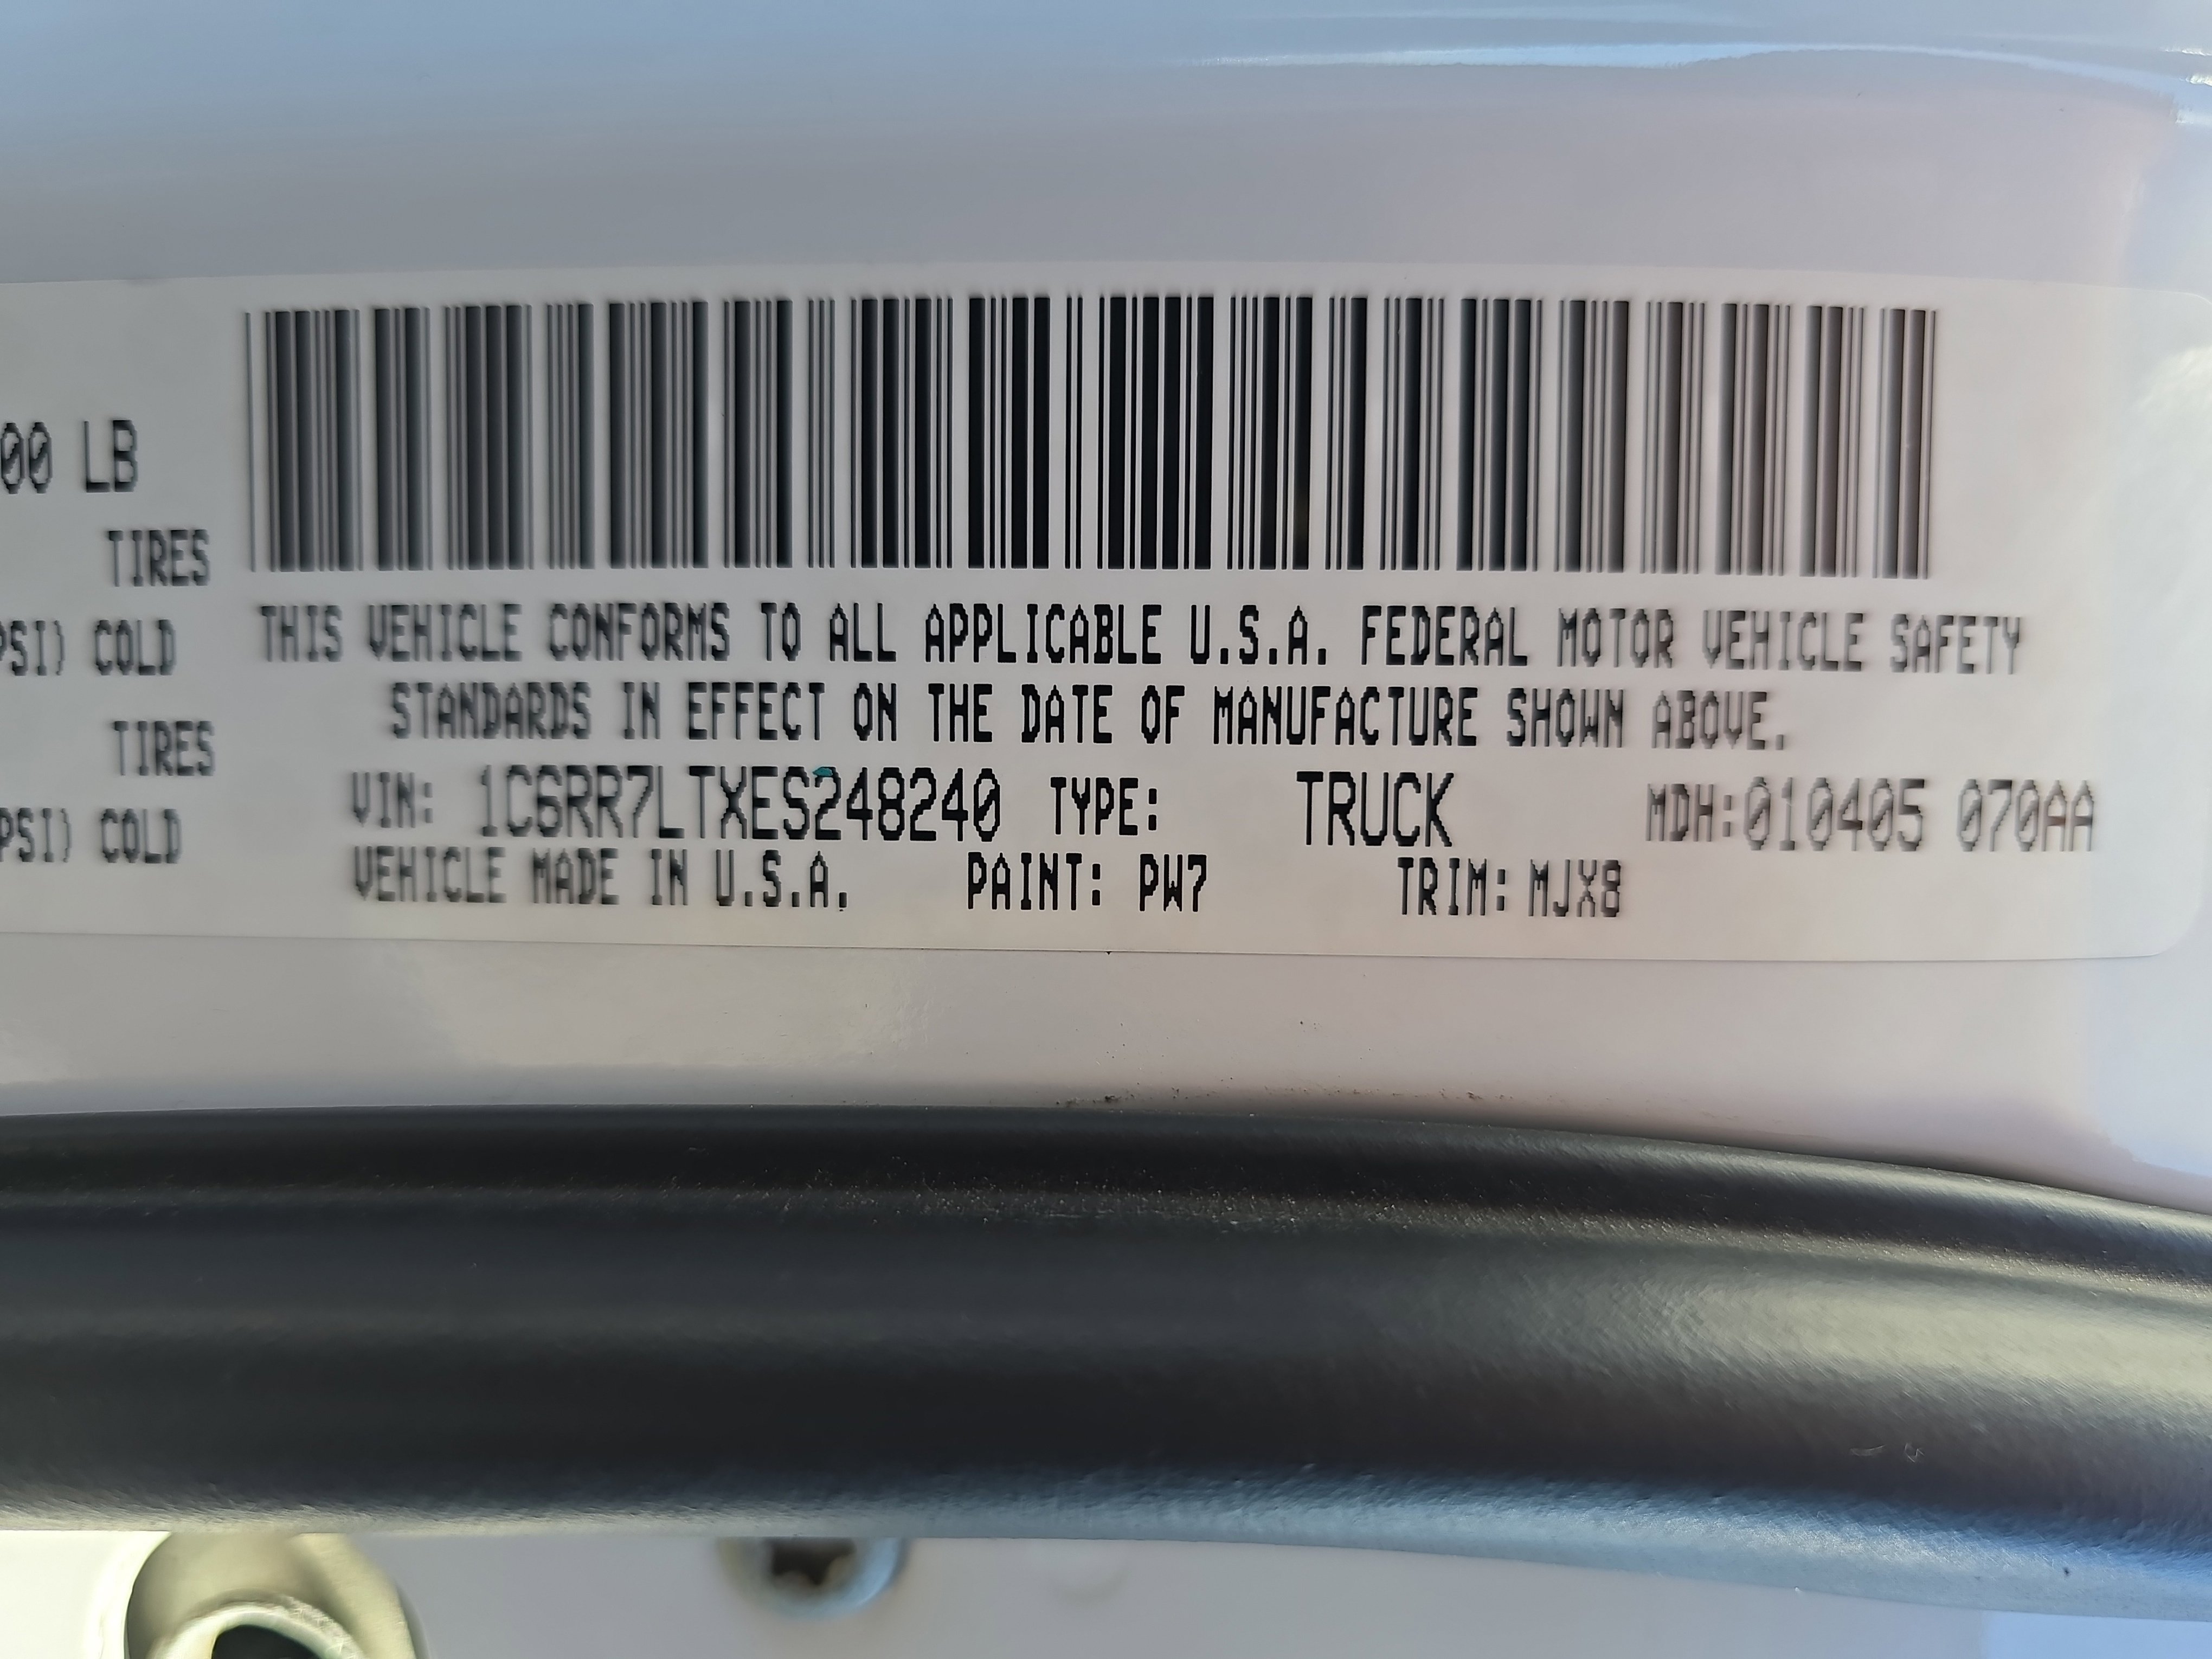 00 LB
TIRES
PSI) COLD
TIRES
PSI) COLD
THIS VEHICLE CONFORMS TO ALL APPLICABLE U.S.A. FEDERAL MOTOR VEHICLE SAFETY
STANDARDS IN EFFECT ON THE DATE OF MANUFACTURE SHOWN ABOVE.
VIN: 1C6RR7LTXES248240 TYPE: TRUCK MDH:010405 070AA
VEHICLE MADE IN U.S.A. PAINT: PW7 TRIM: MJX8